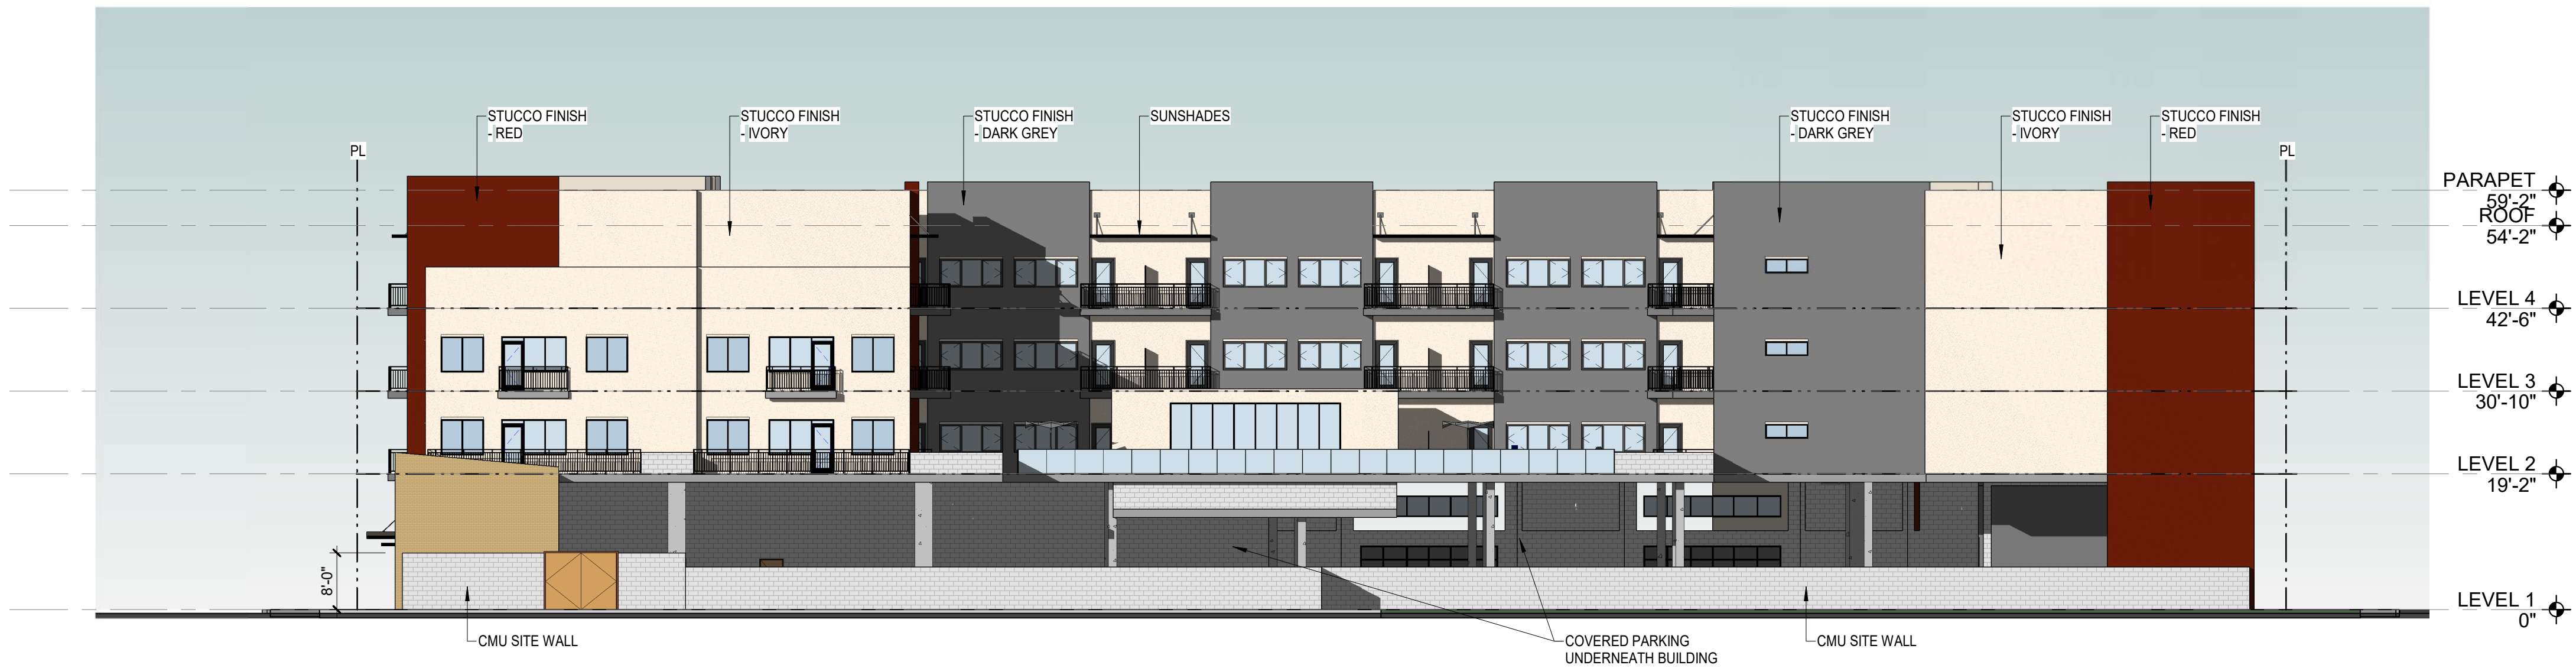 STUCCO FINISH
- RED
STUCCO FINISH
- IVORY
STUCCO FINISH
- DARK GREY
SUNSHADES
STUCCO FINISH
- DARK GREY
STUCCO FINISH
- IVORY
STUCCO FINISH
- RED
PL
PL
PARAPET
59'-2"
ROOF
54'-2"
LEVEL 4
42'-6"
LEVEL 3
30'-10"
LEVEL 2
19'-2"
LEVEL 1
0"
8'-0"
CMU SITE WALL
COVERED PARKING
UNDERNEATH BUILDING
CMU SITE WALL